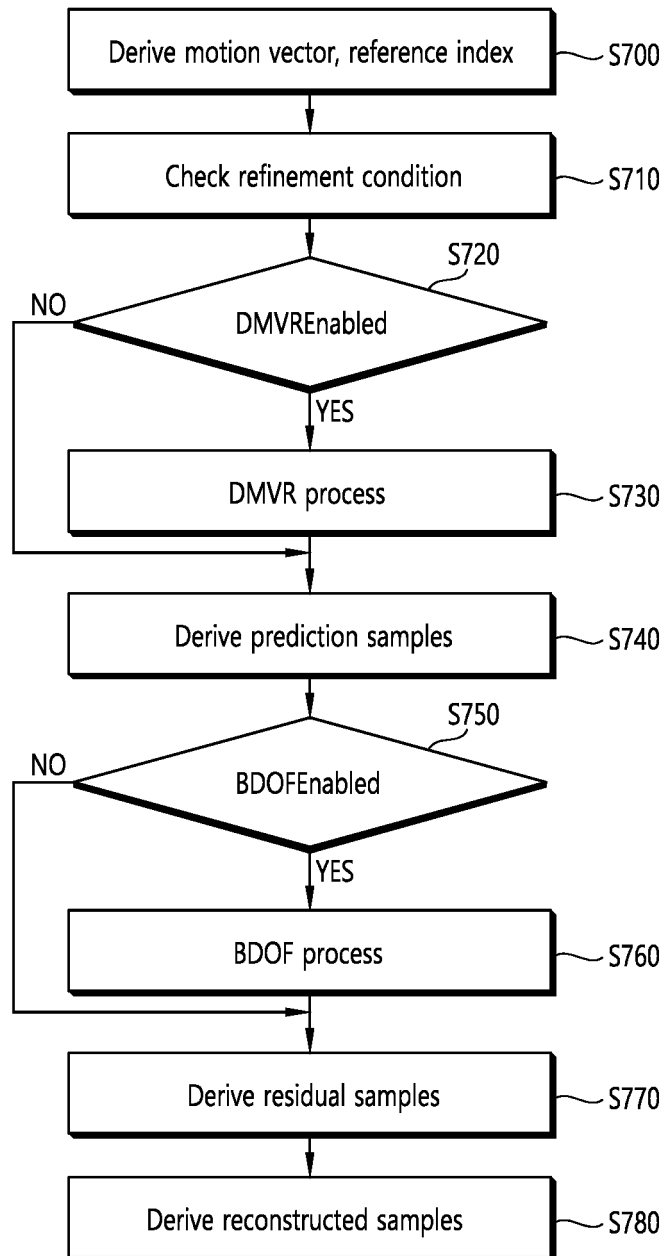 Derive motion vector, reference index
S700
Check refinement condition
S710
S720
NO
DMVREnabled
YES
DMVR process
S730
Derive prediction samples
S740
S750
NO
BDOFEnabled
YES
BDOF process
S760
Derive residual samples
S770
Derive reconstructed samples
S780